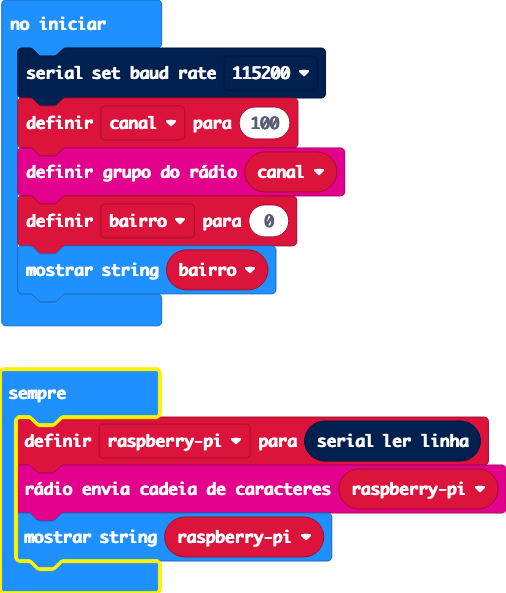 no iniciar
serial set baud rate 115200
definir canal para 100
definir grupo do rádio canal
definir bairro para 0
mostrar string bairro
sempre
definir raspberry-pi para serial ler linha
rádio envia cadeia de caracteres raspberry-pi
mostrar string raspberry-pi